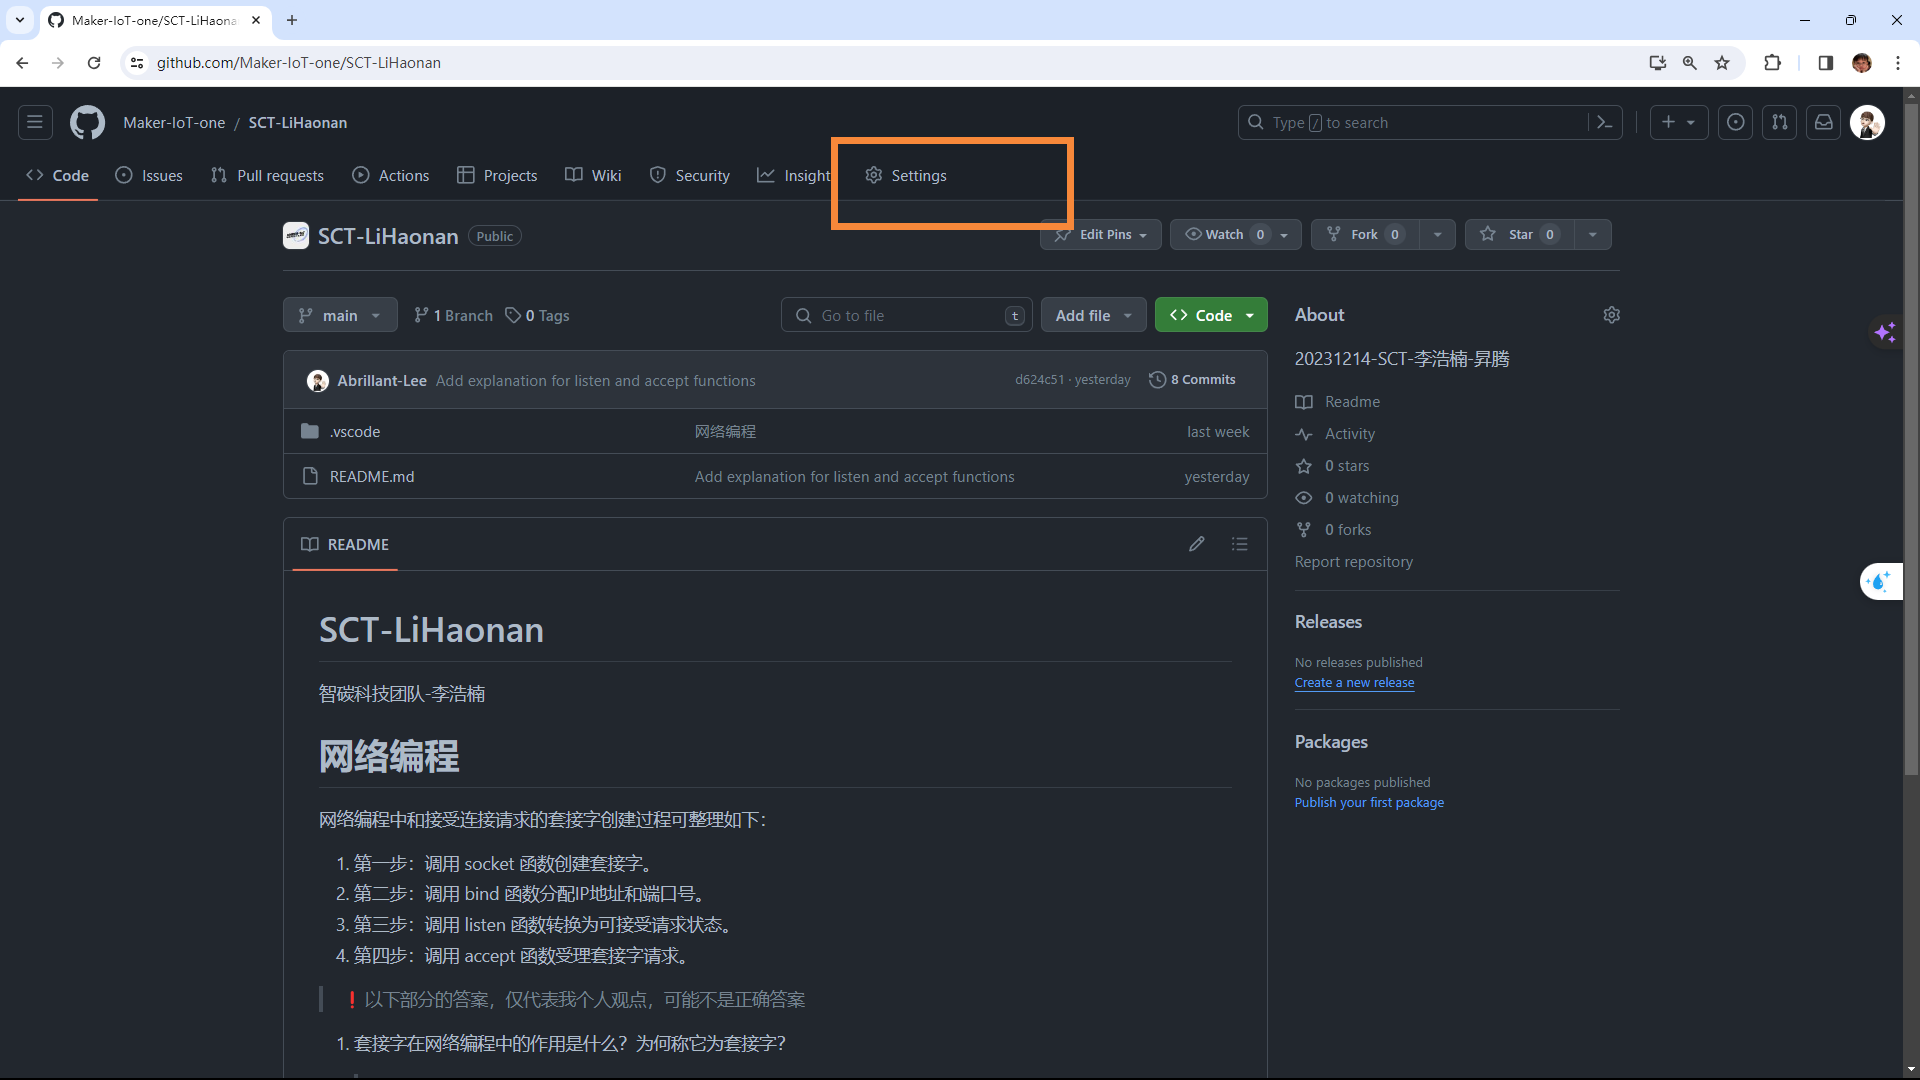 Maker-IoT-one/SCT-LiHaona
github.com/Maker-IoT-one/SCT-LiHaonan
Maker-IoT-one / SCT-LiHaonan
Type / to search
Code
Issues
Pull requests
Actions
Projects
Wiki
Security
Insight
Settings
SCT-LiHaonan Public
Edit Pins
Watch 0
Fork 0
Star 0
main
1 Branch
0 Tags
Go to file t
Add file
Code
Abrillant-Lee Add explanation for listen and accept functions
d624c51 · yesterday
8 Commits
.vscode 网络编程 last week
README.md Add explanation for listen and accept functions yesterday
README
SCT-LiHaonan
智碳科技团队-李浩楠
网络编程
网络编程中和接受连接请求的套接字创建过程可整理如下：
1. 第一步：调用 socket 函数创建套接字。
2. 第二步：调用 bind 函数分配IP地址和端口号。
3. 第三步：调用 listen 函数转换为可接受请求状态。
4. 第四步：调用 accept 函数受理套接字请求。
❗以下部分的答案，仅代表我个人观点，可能不是正确答案
1. 套接字在网络编程中的作用是什么？为何称它为套接字？
About
20231214-SCT-李浩楠-昇腾
Readme
Activity
0 stars
0 watching
0 forks
Report repository
Releases
No releases published
Create a new release
Packages
No packages published
Publish your first package